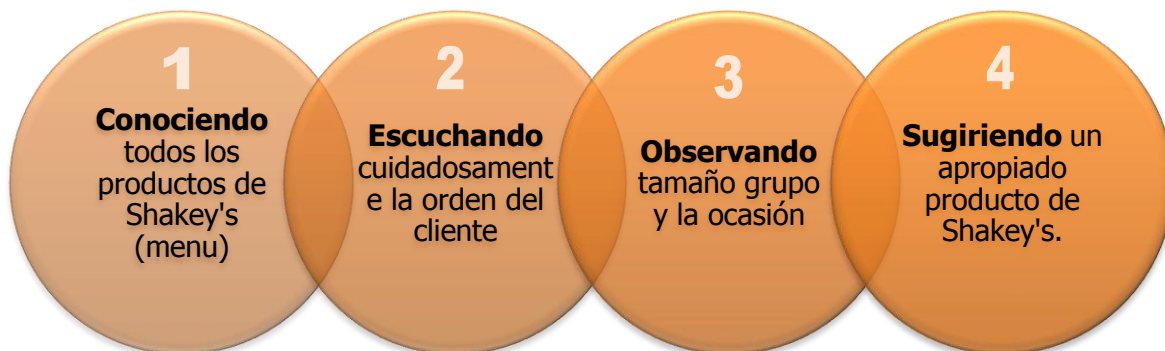 1
Conociendo
todos los
productos de
Shakey's
(menu)
2
Escuchando
cuidadosament
e la orden del
cliente
3
Observando
tamaño grupo
y la ocasión
4
Sugiriendo un
apropiado
producto de
Shakey's.